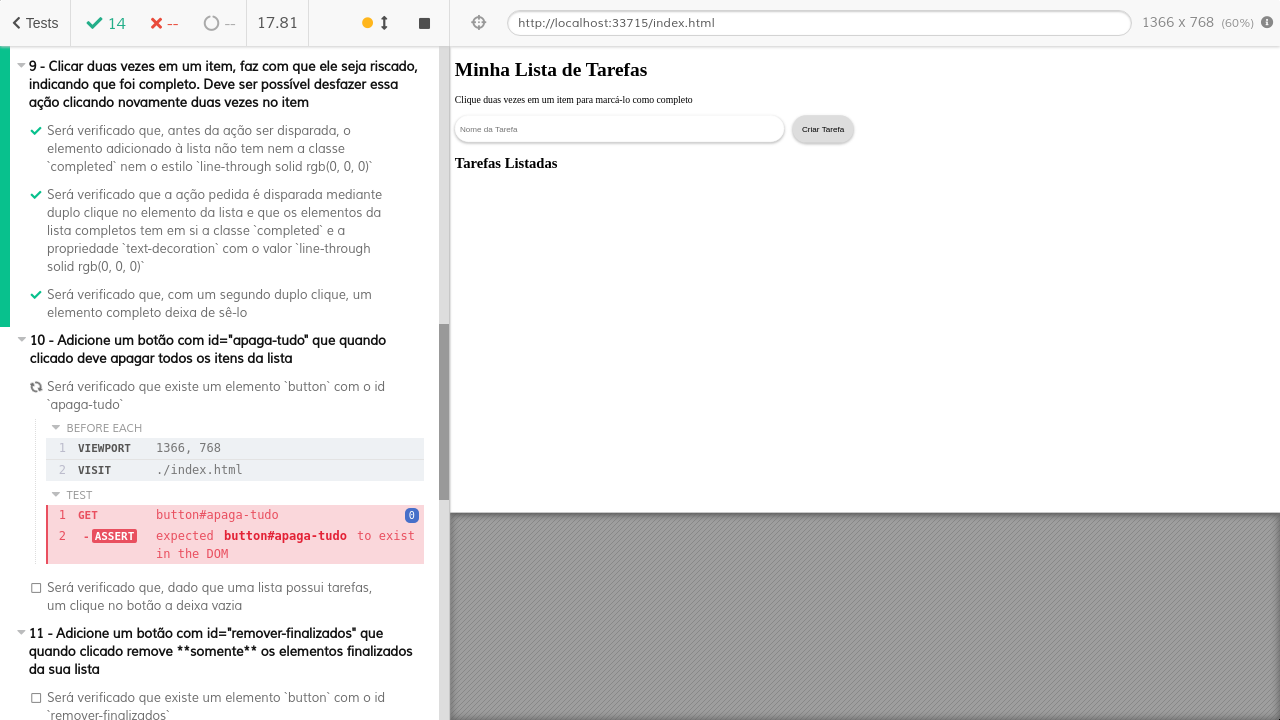 Tests
14
--
--
17.81
http://localhost:33715/index.html
1366 x 768 (60%)
9 - Clicar duas vezes em um item, faz com que ele seja riscado,
indicando que foi completo. Deve ser possível desfazer essa
ação clicando novamente duas vezes no item
Será verificado que, antes da ação ser disparada, o
elemento adicionado à lista não tem nem a classe
`completed` nem o estilo `line-through solid rgb(0, 0, 0)`
Será verificado que a ação pedida é disparada mediante
duplo clique no elemento da lista e que os elementos da
lista completos tem em si a classe `completed` e a
propriedade `text-decoration` com o valor `line-through
solid rgb(0, 0, 0)`
Será verificado que, com um segundo duplo clique, um
elemento completo deixa de sê-lo
10 - Adicione um botão com id="apaga-tudo" que quando
clicado deve apagar todos os itens da lista
Será verificado que existe um elemento `button` com o id
`apaga-tudo`
BEFORE EACH
1 VIEWPORT 1366, 768
2 VISIT ./index.html
TEST
1 GET button#apaga-tudo 0
2 -ASSERT expected button#apaga-tudo to exist
in the DOM
Será verificado que, dado que uma lista possui tarefas,
um clique no botão a deixa vazia
11 - Adicione um botão com id="remover-finalizados" que
quando clicado remove **somente** os elementos finalizados
da sua lista
Será verificado que existe um elemento `button` com o id
`remover-finalizados`
Minha Lista de Tarefas
Clique duas vezes em um item para marcá-lo como completo
Nome da Tarefa
Criar Tarefa
Tarefas Listadas